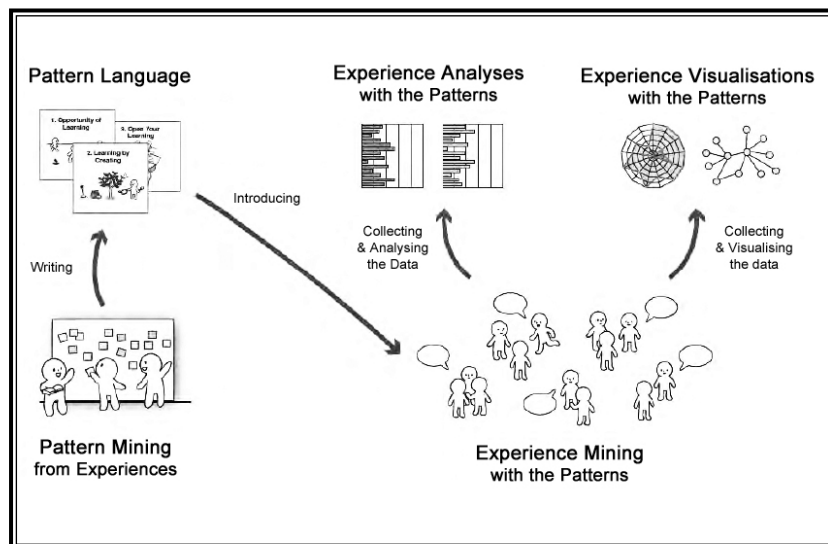 Pattern Language
1. Opportunity of
Learning
9. Open Your
Learning
2. Learning by
Creating
Writing
Pattern Mining
from Experiences
Introducing
Experience Analyses
with the Patterns
Collecting
& Analysing
the Data
Experience Visualisations
with the Patterns
Collecting
& Visualising
the data
Experience Mining
with the Patterns